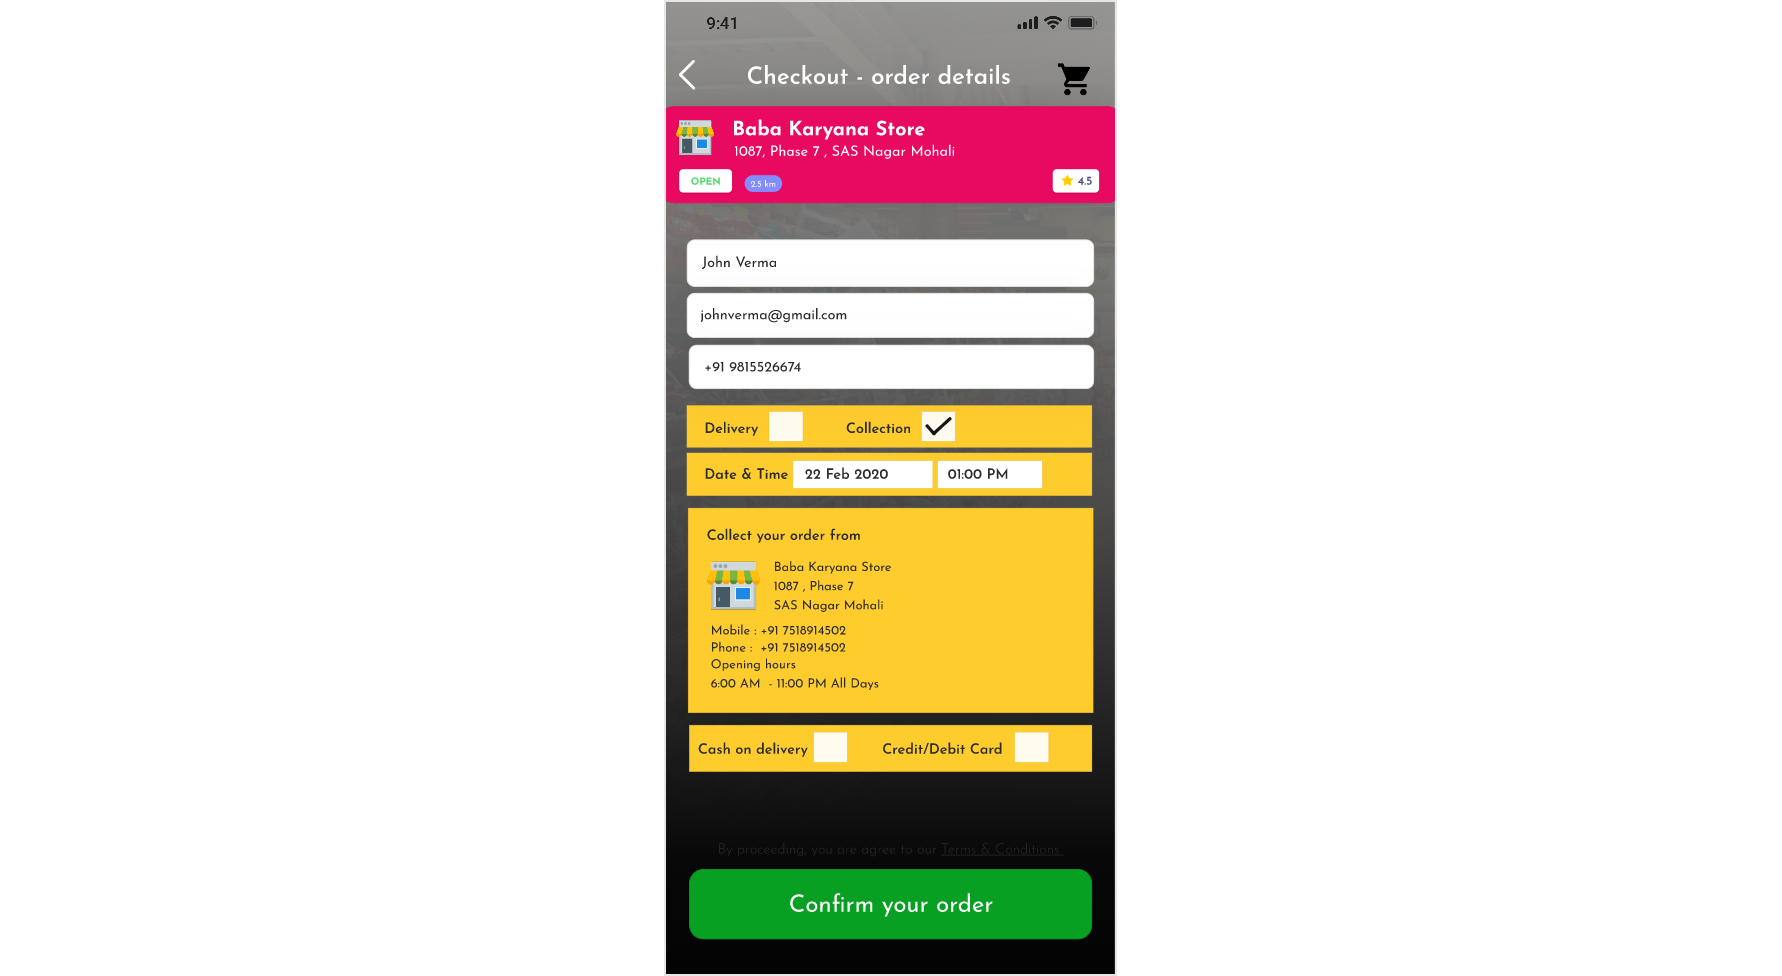 9:41
Checkout - order details
Baba Karyana Store
1087, Phase 7 , SAS Nagar Mohali
OPEN 2.5 km 4.5
John Verma
johnverma@gmail.com
+91 9815526674
Delivery Collection
Date & Time 22 Feb 2020 01:00 PM
Collect your order from
Baba Karyana Store
1087 , Phase 7
SAS Nagar Mohali
Mobile : +91 7518914502
Phone : +91 7518914502
Opening hours
6:00 AM - 11:00 PM All Days
Cash on delivery Credit/Debit Card
By proceeding, you are agree to our Terms & Conditions
Confirm your order